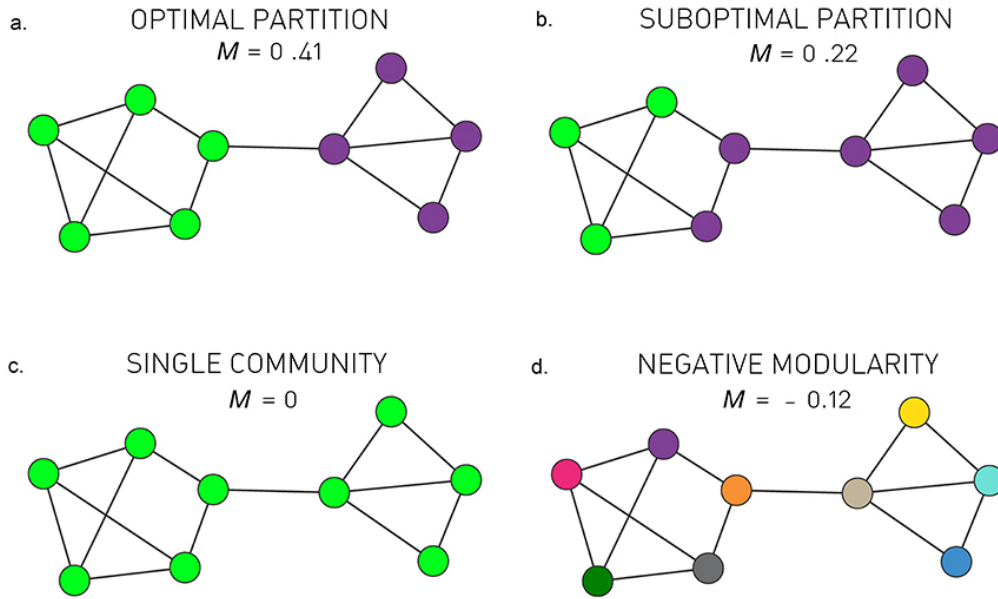 a.
OPTIMAL PARTITION
M = 0 .41
b.
SUBOPTIMAL PARTITION
M = 0 .22
c.
SINGLE COMMUNITY
M = 0
d.
NEGATIVE MODULARITY
M = - 0.12